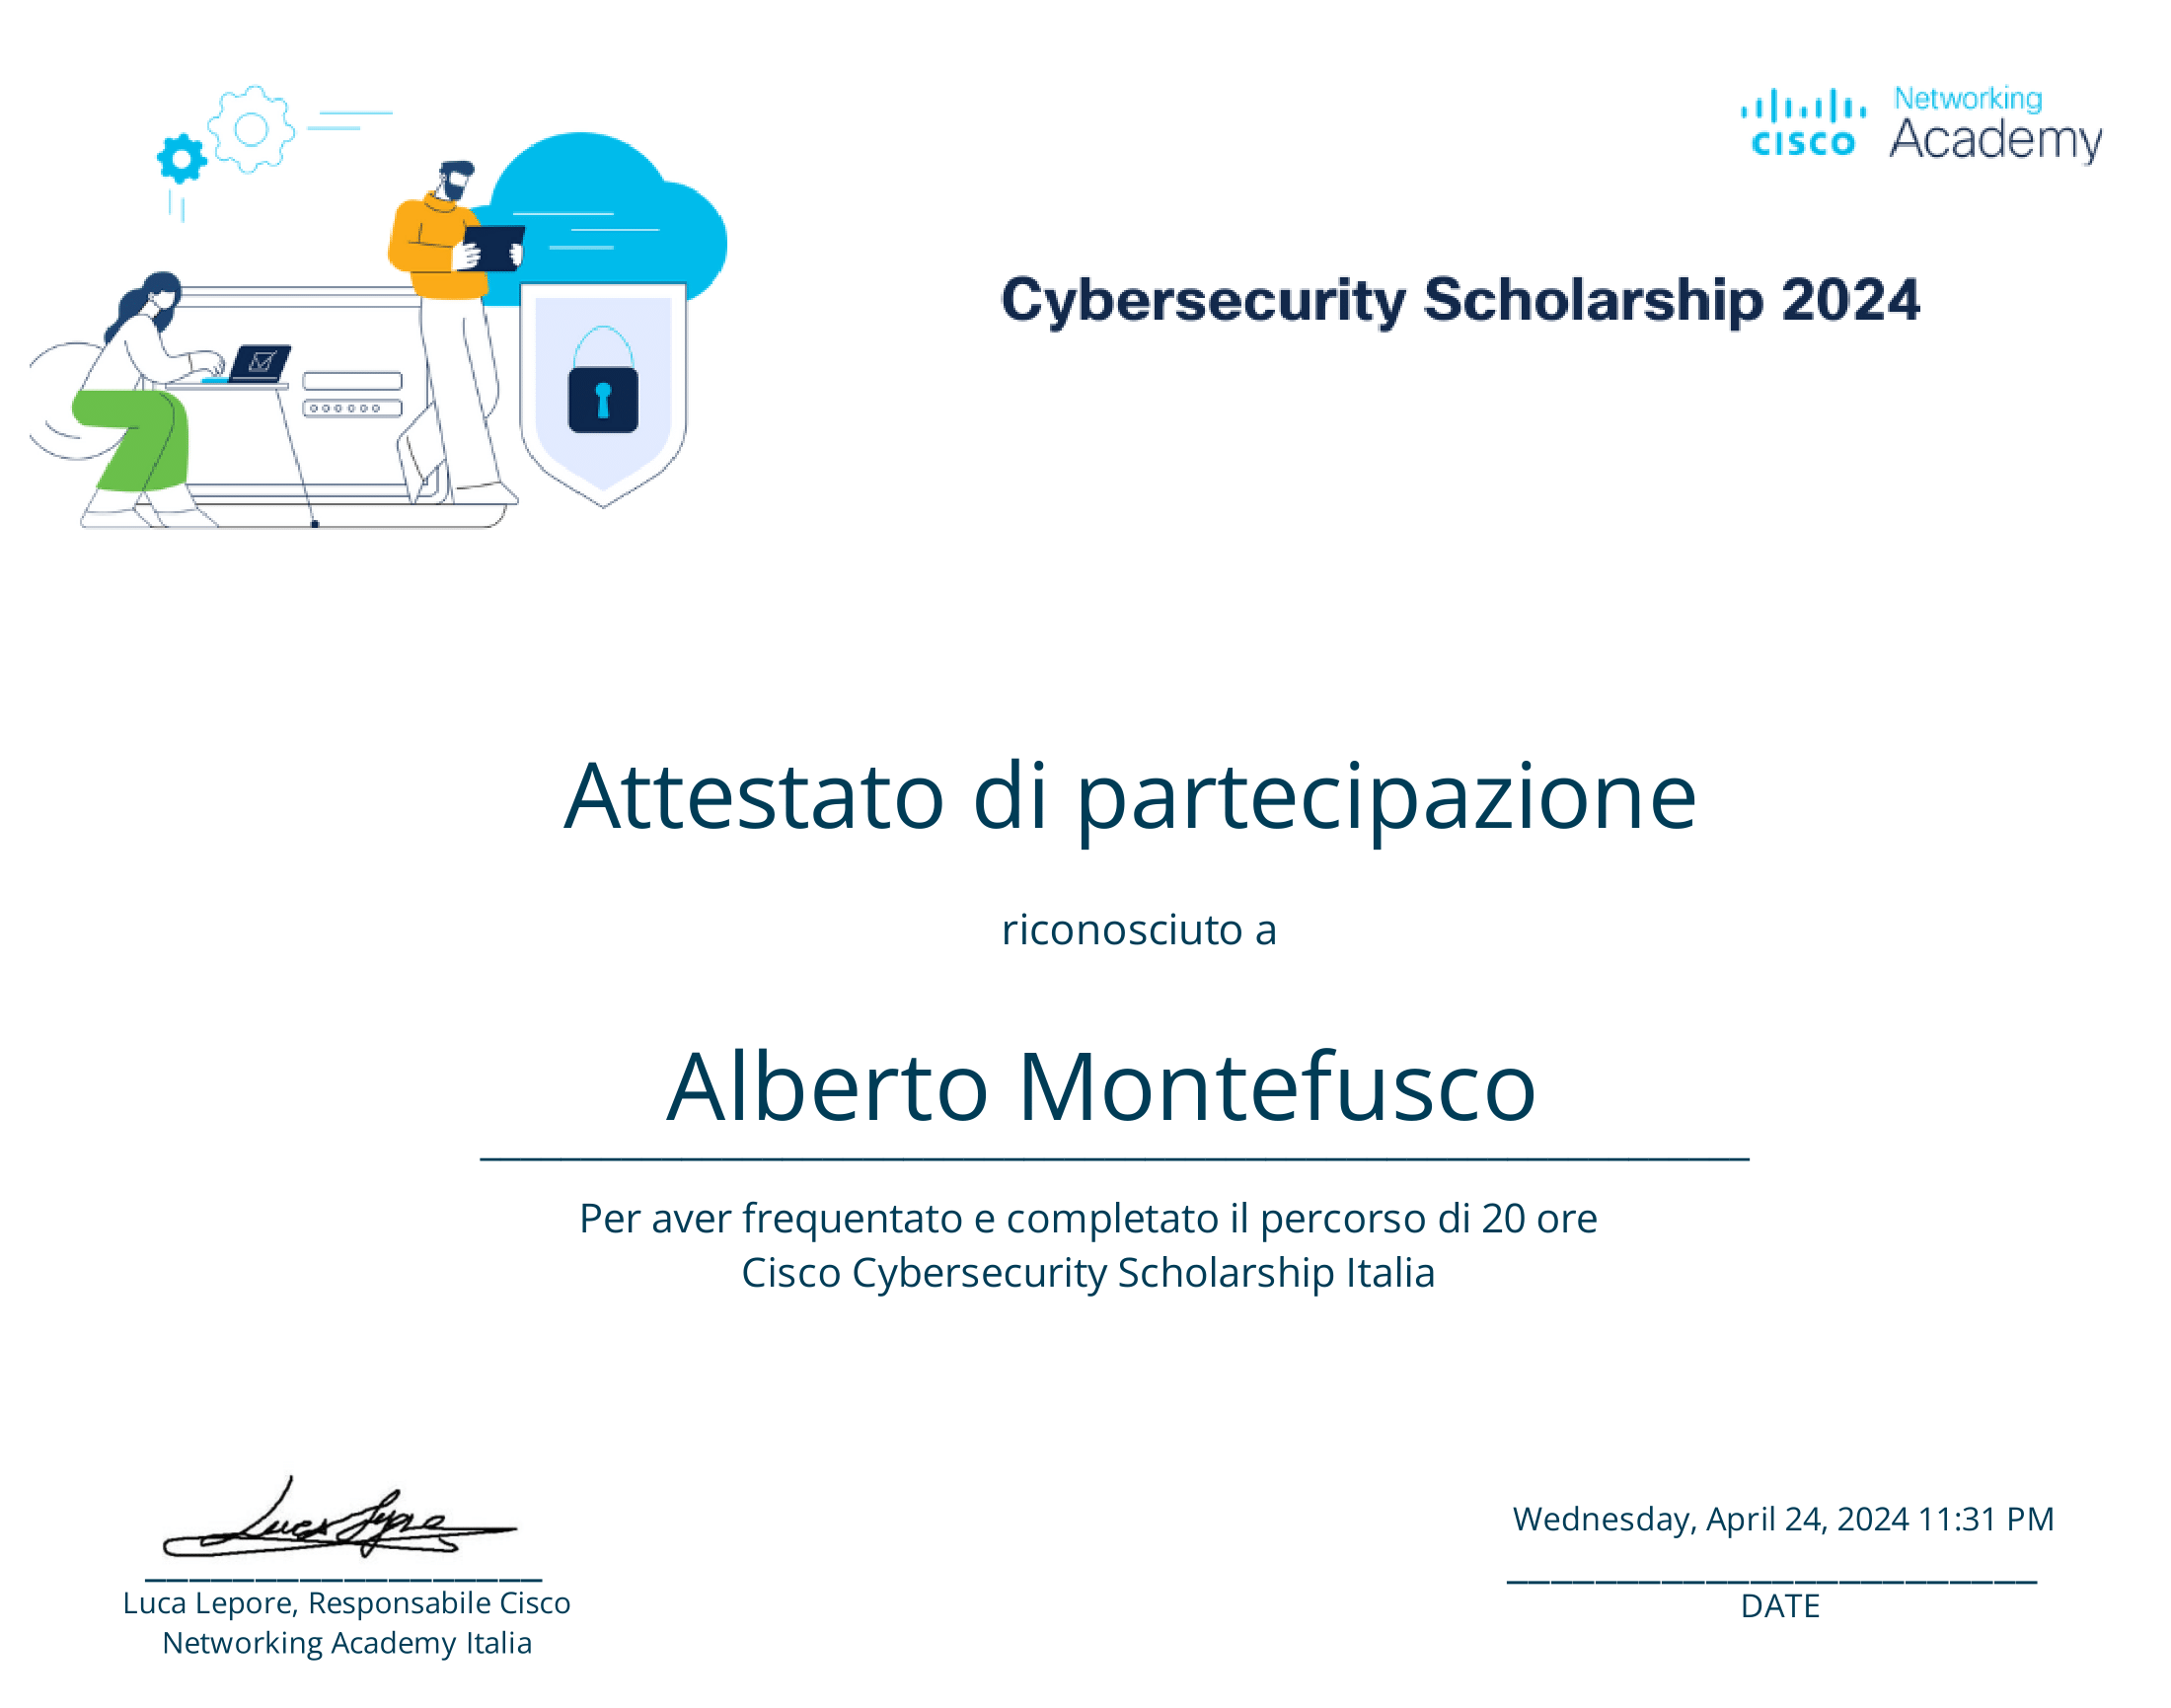 Networking
Academy
CISCO
Cybersecurity Scholarship 2024
Attestato di partecipazione
riconosciuto a
Alberto Montefusco
Per aver frequentato e completato il percorso di 20 ore
Cisco Cybersecurity Scholarship Italia
Luca Lepore
Wednesday, April 24, 2024 11:31 PM
Luca Lepore, Responsabile Cisco
Networking Academy Italia
DATE